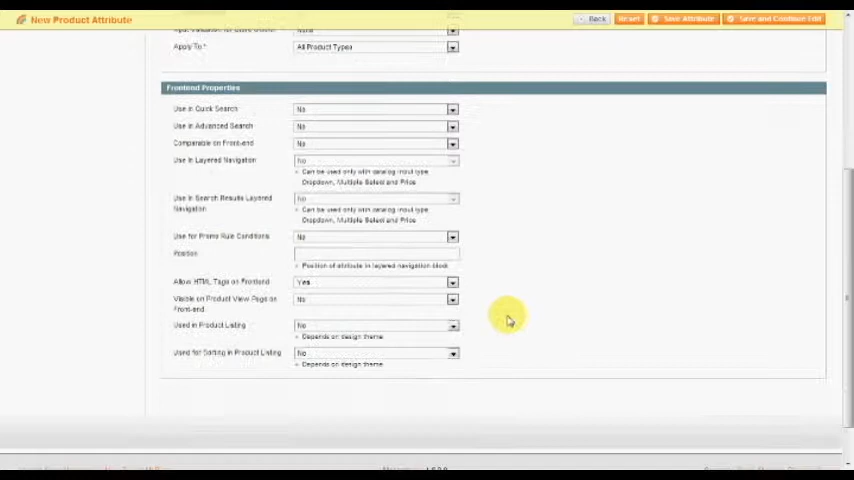 New Product Attribute
Back Reset Save Attribute Save and Continue Edit
None
Apply To * All Product Types
Frontend Properties
Use in Quick Search No
Use in Advanced Search No
Comparable on Front-end No
Use in Layered Navigation No
Can be used only with catalog input type
Dropdown, Multiple Select and Price
Use in Search Results Layered
Navigation
No
Can be used only with catalog input type
Dropdown, Multiple Select and Price
Use for Promo Rule Conditions No
Position
Position of attribute in layered navigation block
Allow HTML Tags on Frontend Yes
Visible on Product View Page on
Front-end
No
Used in Product Listing No
Depends on design theme
Used for Sorting in Product Listing No
Depends on design theme